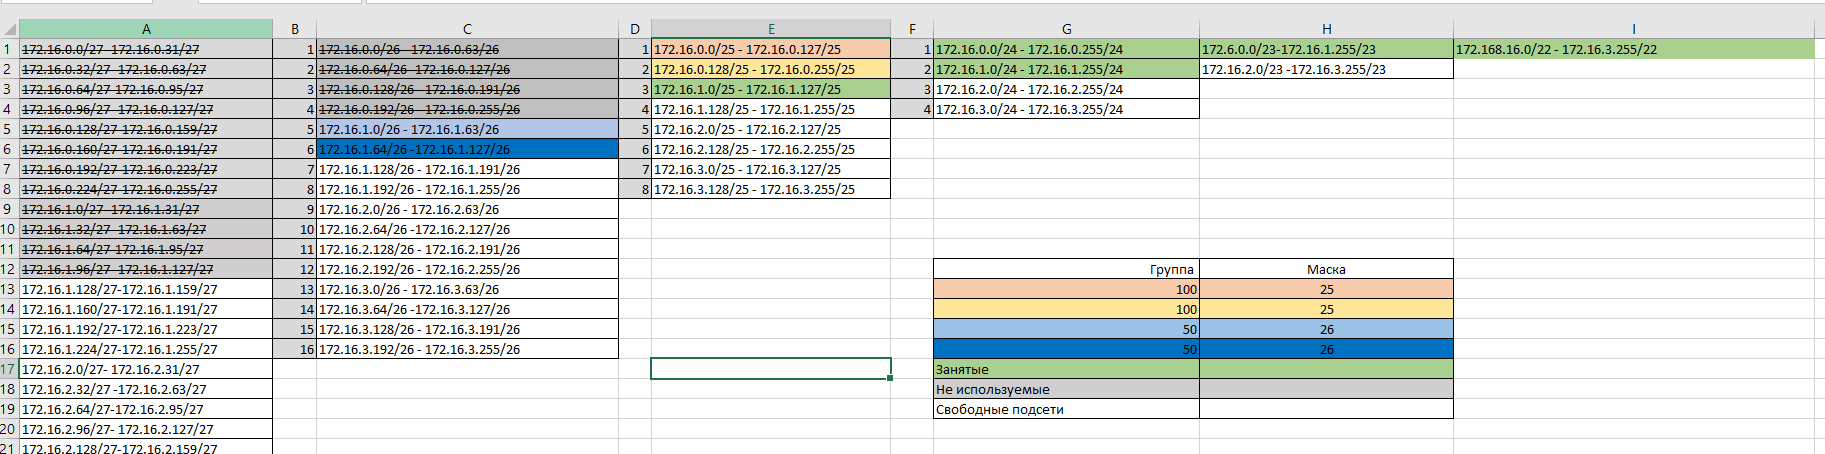 A B C D E F G H I
1 172.16.0.0/27 -172.16.0.31/27 1 172.16.0.0/26 - 172.16.0.63/26 1 172.16.0.0/25 - 172.16.0.127/25 1 172.16.0.0/24 - 172.16.0.255/24 172.6.0.0/23-172.16.1.255/23 172.168.16.0/22 - 172.16.3.255/22
2 172.16.0.32/27 -172.16.0.63/27 2 172.16.0.64/26 -172.16.0.127/26 2 172.16.0.128/25 - 172.16.0.255/25 2 172.16.1.0/24 - 172.16.1.255/24 172.16.2.0/23 -172.16.3.255/23
3 172.16.0.64/27-172.16.0.95/27 3 172.16.0.128/26 - 172.16.0.191/26 3 172.16.1.0/25 - 172.16.1.127/25 3 172.16.2.0/24 - 172.16.2.255/24
4 172.16.0.96/27-172.16.0.127/27 4 172.16.0.192/26 - 172.16.0.255/26 4 172.16.1.128/25 - 172.16.1.255/25 4 172.16.3.0/24 - 172.16.3.255/24
5 172.16.0.128/27-172.16.0.159/27 5 172.16.1.0/26 - 172.16.1.63/26 5 172.16.2.0/25 - 172.16.2.127/25
6 172.16.0.160/27-172.16.0.191/27 6 172.16.1.64/26 -172.16.1.127/26 6 172.16.2.128/25 - 172.16.2.255/25
7 172.16.0.192/27-172.16.0.223/27 7 172.16.1.128/26 - 172.16.1.191/26 7 172.16.3.0/25 - 172.16.3.127/25
8 172.16.0.224/27-172.16.0.255/27 8 172.16.1.192/26 - 172.16.1.255/26 8 172.16.3.128/25 - 172.16.3.255/25
9 172.16.1.0/27 -172.16.1.31/27 9 172.16.2.0/26 - 172.16.2.63/26
10 172.16.1.32/27 -172.16.1.63/27 10 172.16.2.64/26 -172.16.2.127/26
11 172.16.1.64/27-172.16.1.95/27 11 172.16.2.128/26 - 172.16.2.191/26
12 172.16.1.96/27 -172.16.1.127/27 12 172.16.2.192/26 - 172.16.2.255/26 Группа Маска
13 172.16.1.128/27-172.16.1.159/27 13 172.16.3.0/26 - 172.16.3.63/26 100 25
14 172.16.1.160/27-172.16.1.191/27 14 172.16.3.64/26 -172.16.3.127/26 100 25
15 172.16.1.192/27-172.16.1.223/27 15 172.16.3.128/26 - 172.16.3.191/26 50 26
16 172.16.1.224/27-172.16.1.255/27 16 172.16.3.192/26 - 172.16.3.255/26 50 26
17 172.16.2.0/27- 172.16.2.31/27 Занятые
18 172.16.2.32/27 -172.16.2.63/27 Не используемые
19 172.16.2.64/27-172.16.2.95/27 Свободные подсети
20 172.16.2.96/27- 172.16.2.127/27
21 172.16.2.128/27-172.16.2.159/27